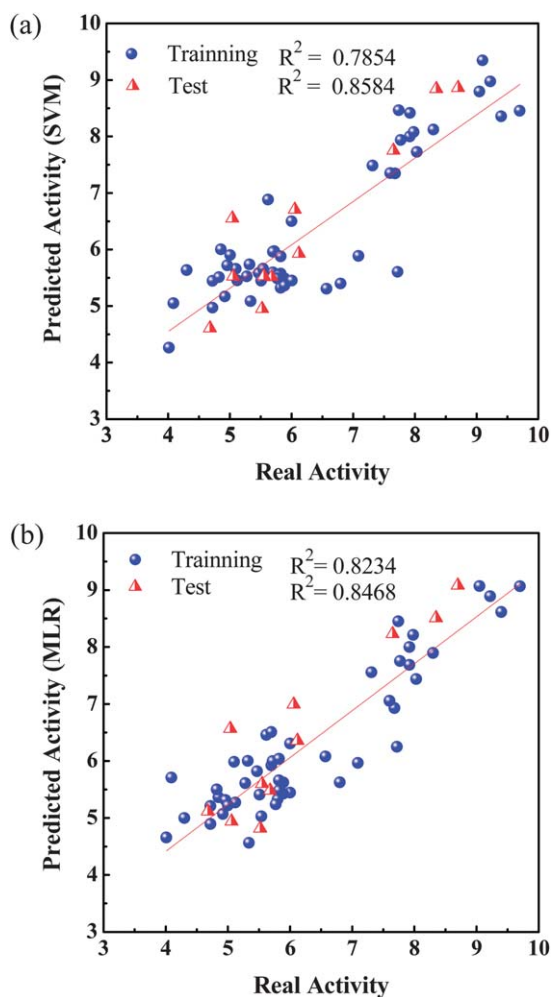 (a)
10
9
8
7
6
5
4
3
Predicted Activity (SVM)
Trainning R² = 0.7854
Test R² = 0.8584
3 4 5 6 7 8 9 10
Real Activity
(b)
10
9
8
7
6
5
4
3
Predicted Activity (MLR)
Trainning R²= 0.8234
Test R²= 0.8468
3 4 5 6 7 8 9 10
Real Activity